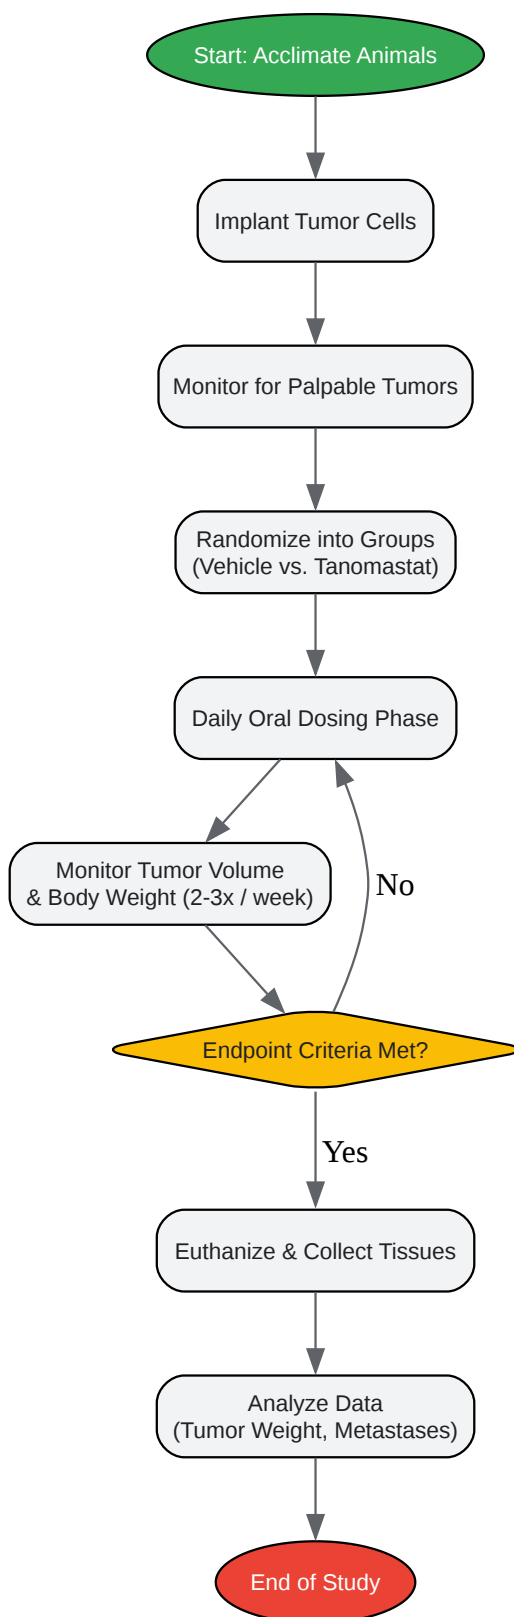 Start: Acclimate Animals
Implant Tumor Cells
Monitor for Palpable Tumors
Randomize into Groups
(Vehicle vs. Tanomastat)
Daily Oral Dosing Phase
Monitor Tumor Volume
& Body Weight (2-3x / week)
No
Endpoint Criteria Met?
Yes
Euthanize & Collect Tissues
Analyze Data
(Tumor Weight, Metastases)
End of Study